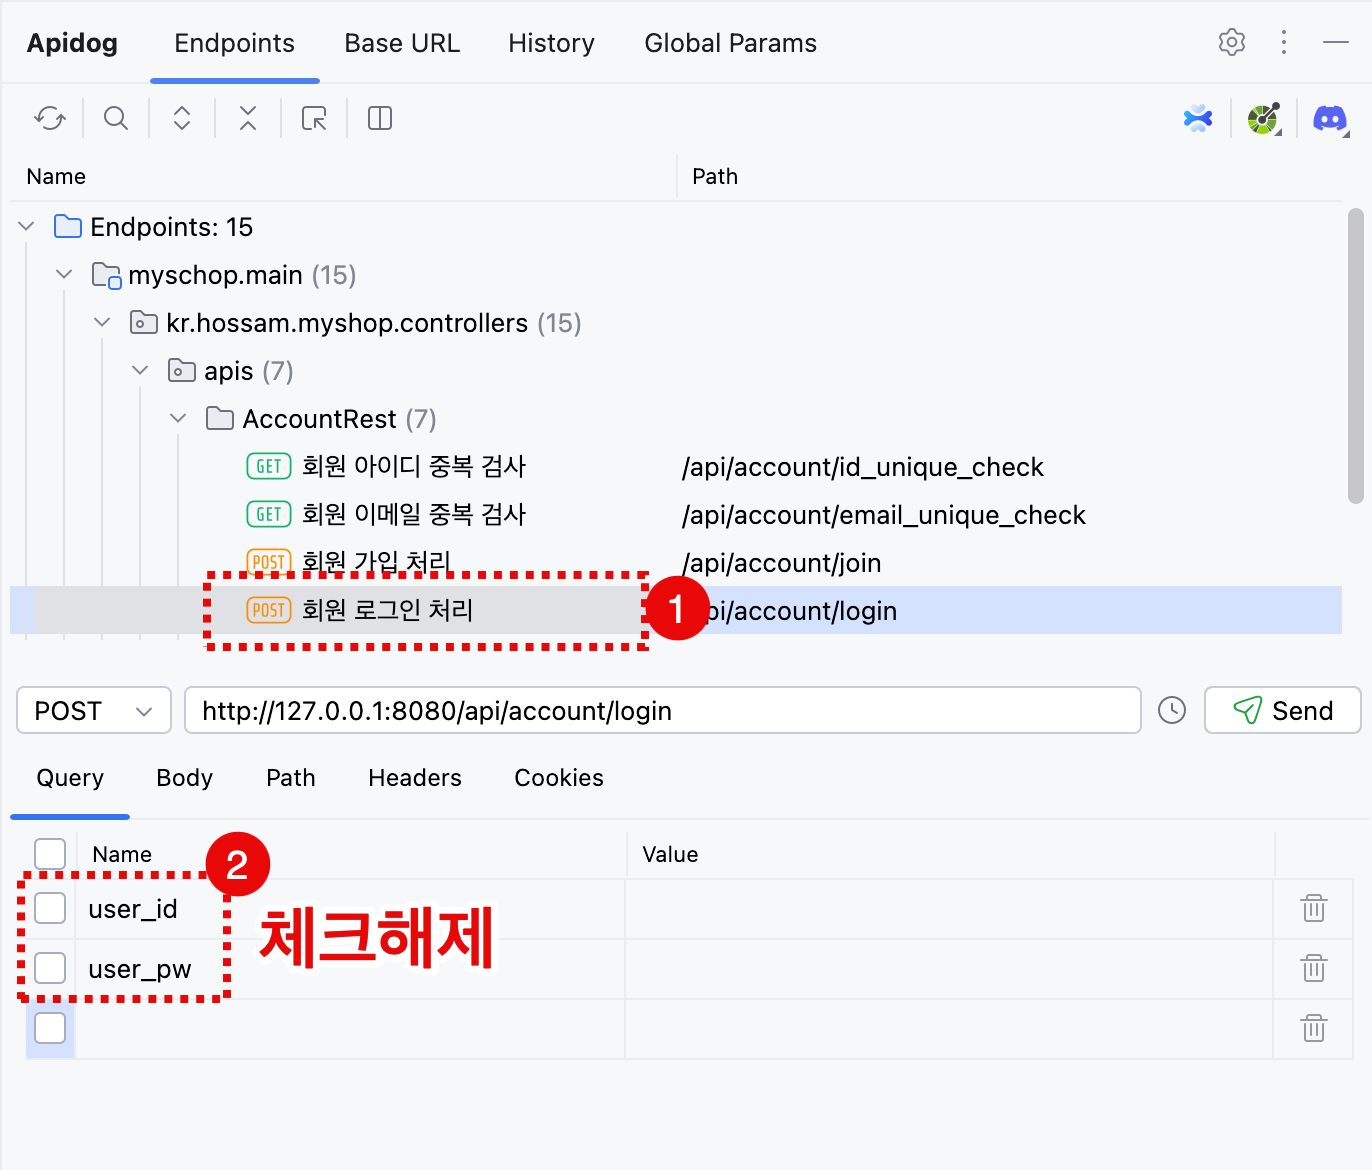 Apidog Endpoints Base URL History Global Params
Name Path
Endpoints: 15
myschop.main (15)
kr.hossam.myshop.controllers (15)
apis (7)
AccountRest (7)
GET 회원 아이디 중복 검사 /api/account/id_unique_check
GET 회원 이메일 중복 검사 /api/account/email_unique_check
POST 회원 가입 처리 /api/account/join
POST 회원 로그인 처리 1 pi/account/login
POST http://127.0.0.1:8080/api/account/login Send
Query Body Path Headers Cookies
Name 2 Value
user_id
체크해제
user_pw